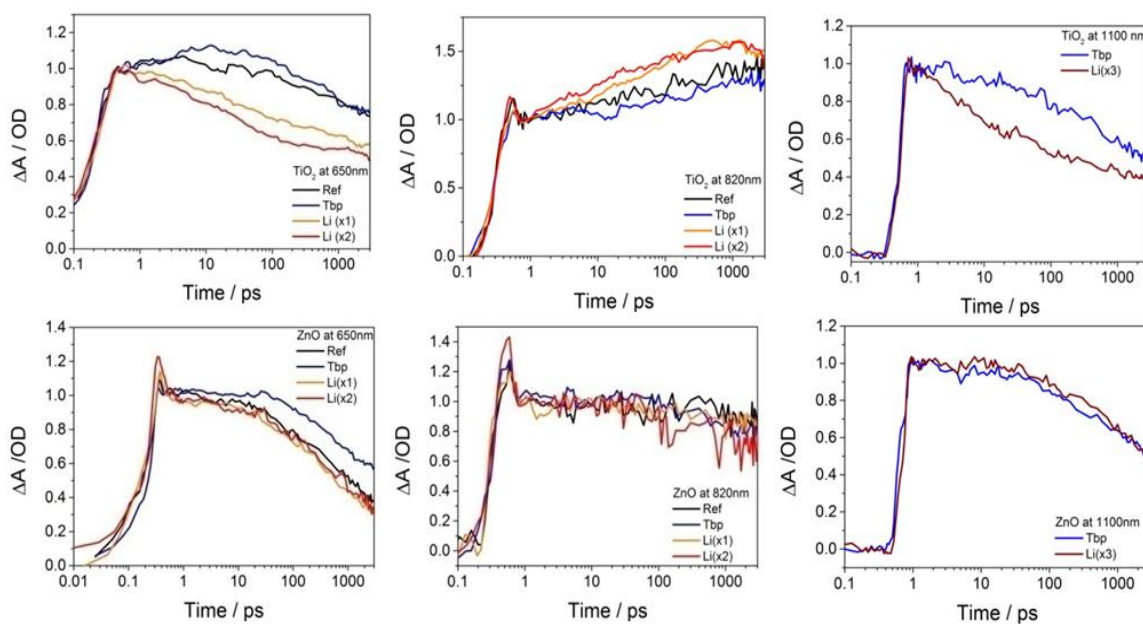 ΔA / OD
1.2
1.0
0.8
0.6
0.4
0.2
0.0
TiO2 at 650nm
Ref
Tbp
Li (x1)
Li (x2)
0.1 1 10 100 1000
Time / ps
ΔA / OD
1.5
1.0
0.5
0.0
TiO2 at 820nm
Ref
Tbp
Li (x1)
Li (x2)
0.1 1 10 100 1000
Time / ps
ΔA / OD
1.2
1.0
0.8
0.6
0.4
0.2
0.0
TiO2 at 1100 nm
Tbp
Li(x3)
0.1 1 10 100 1000
Time / ps
ΔA /OD
1.4
1.2
1.0
0.8
0.6
0.4
0.2
0.0
ZnO at 650nm
Ref
Tbp
Li(x1)
Li(x2)
0.01 0.1 1 10 100 1000
Time / ps
ΔA /OD
1.4
1.2
1.0
0.8
0.6
0.4
0.2
0.0
ZnO at 820nm
Ref
Tbp
Li(x1)
Li(x2)
0.1 1 10 100 1000
Time / ps
ΔA / OD
1.2
1.0
0.8
0.6
0.4
0.2
0.0
ZnO at 1100nm
Tbp
Li(x3)
0.1 1 10 100 1000
Time / ps